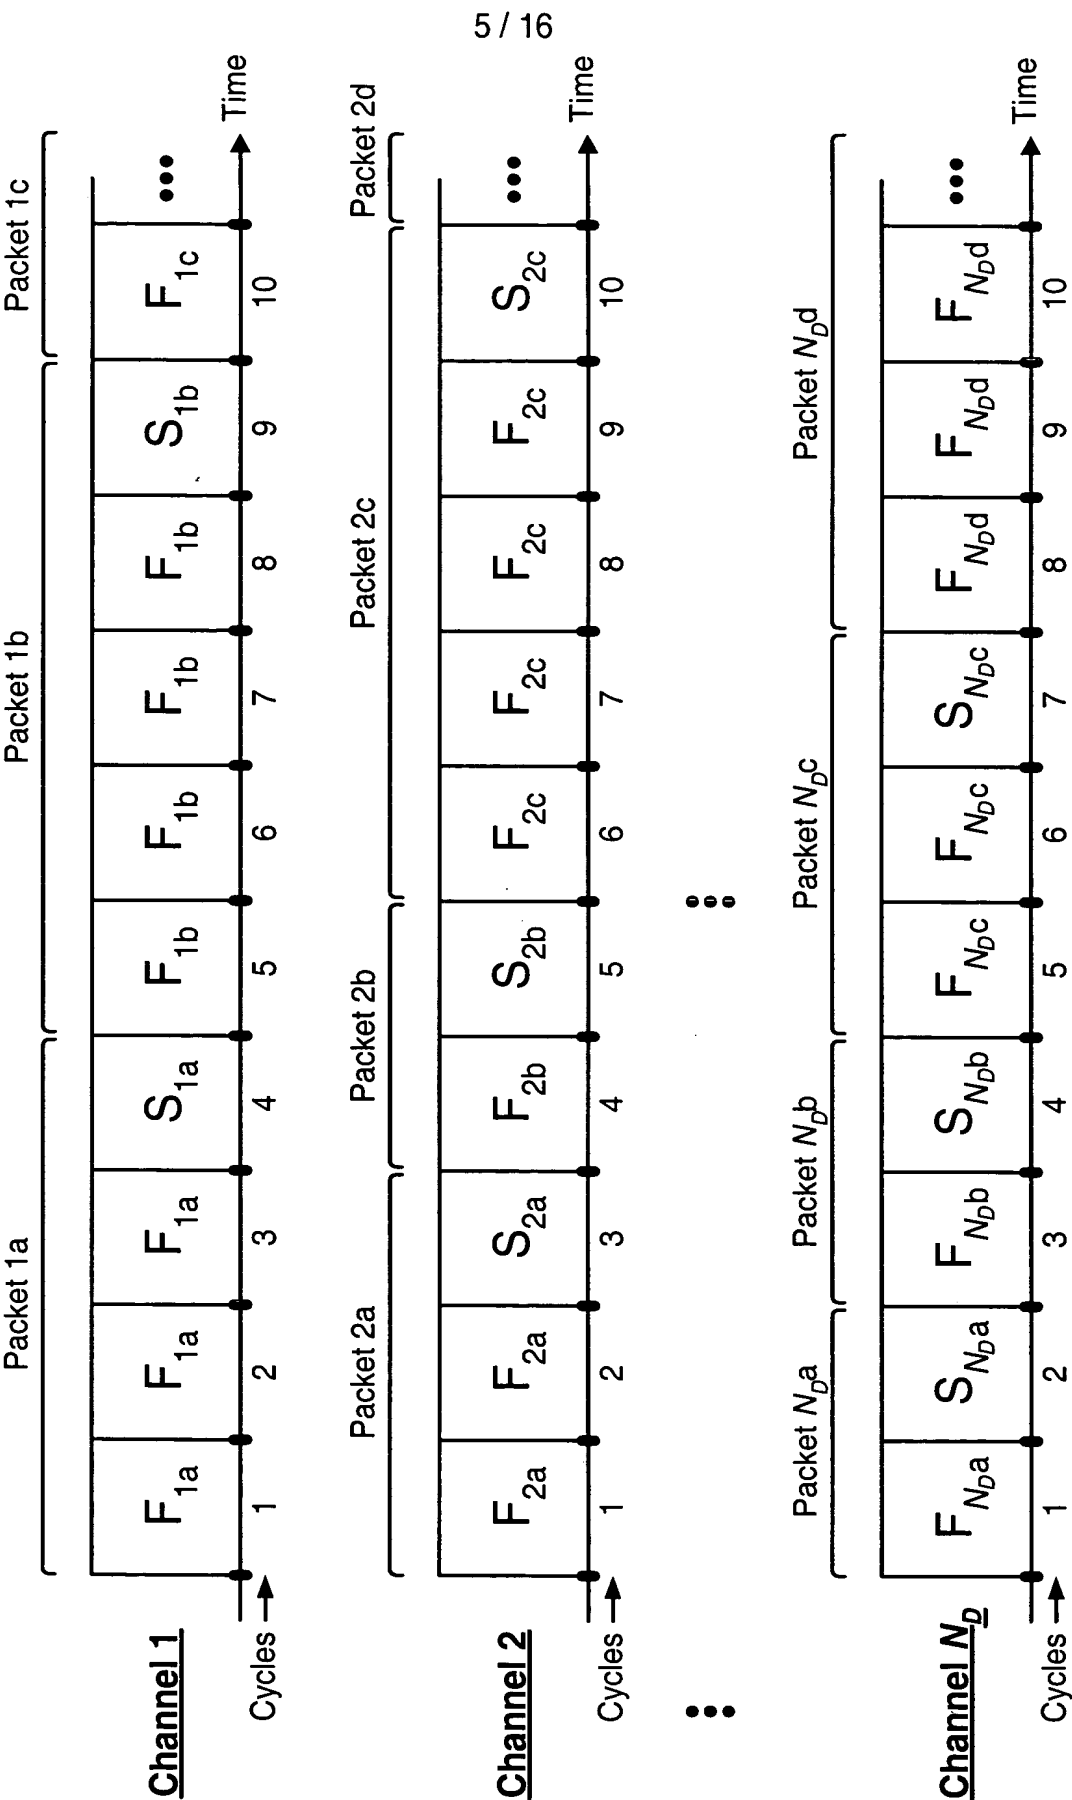 5 / 16
Packet 1a Packet 1b Packet 1c
F1a F1a F1a S1a F1b F1b F1b F1b S1b F1c •••
Channel 1
Time
Cycles → 1 2 3 4 5 6 7 8 9 10
Packet 2a Packet 2b Packet 2c Packet 2d
F2a F2a S2a F2b S2b F2c F2c F2c F2c S2c •••
Channel 2
Time
Cycles → 1 2 3 4 5 6 7 8 9 10
Packet NDa Packet NDb Packet NDc Packet NDd
FNDa SNDa FNDb SNDb FNDc FNDc SNDc FNDd FNDd FNDd •••
Channel ND
Time
Cycles → 1 2 3 4 5 6 7 8 9 10